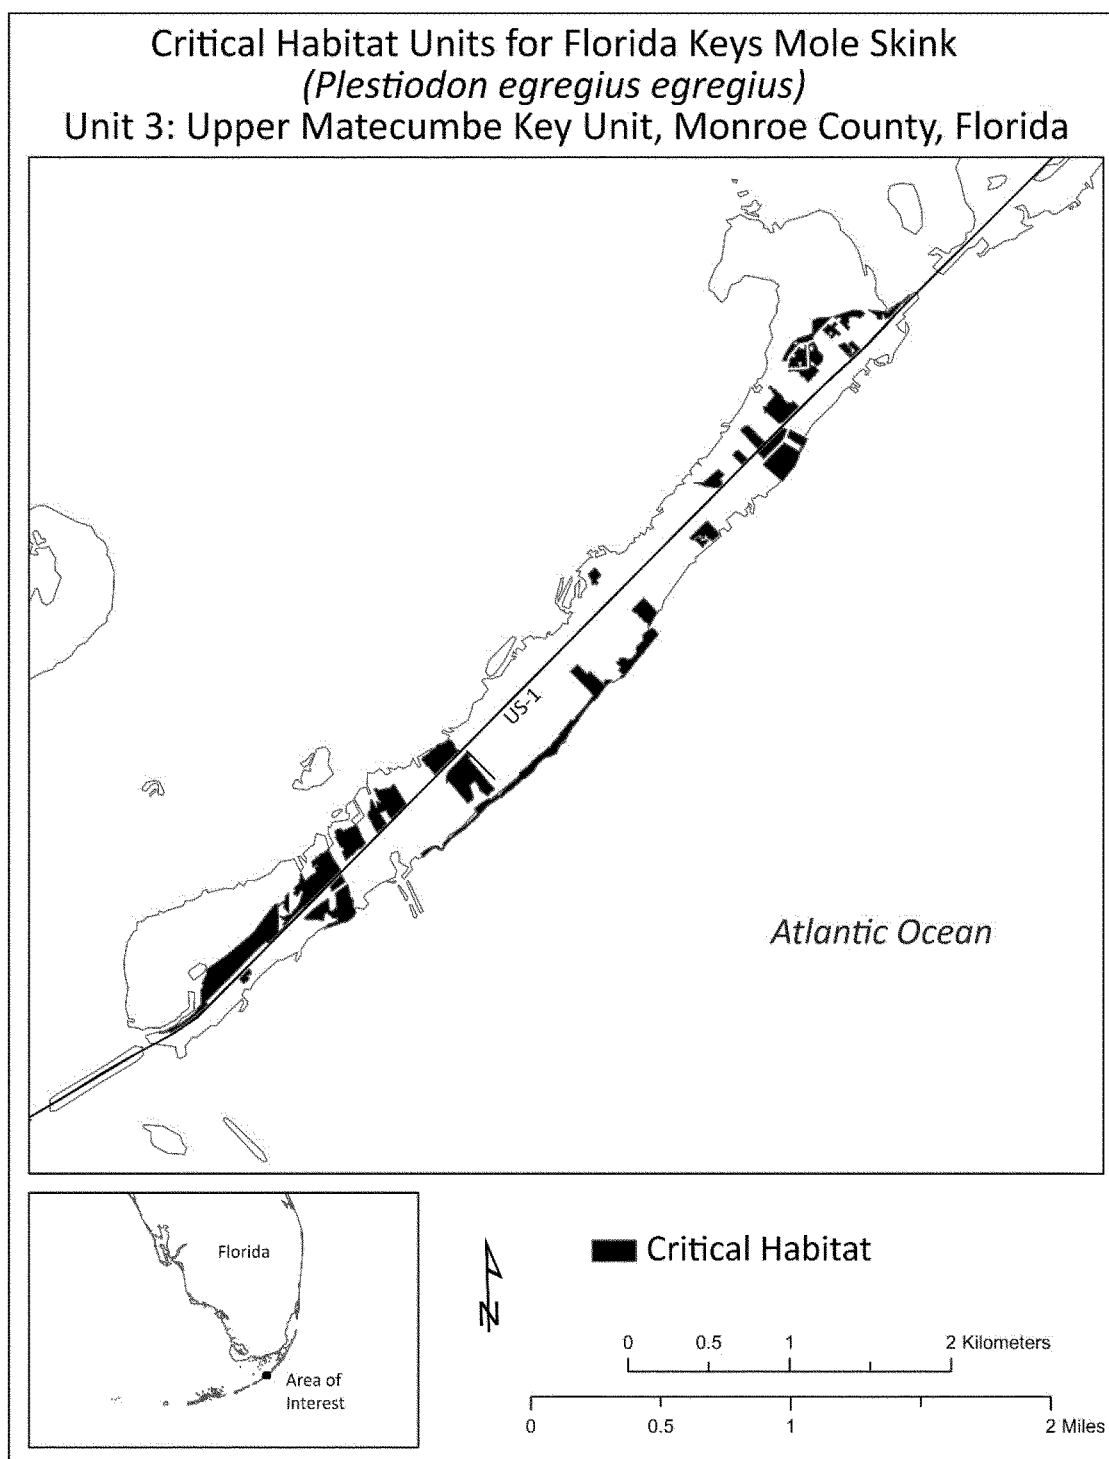 Critical Habitat Units for Florida Keys Mole Skink
(Plestiodon egregius egregius)
Unit 3: Upper Matecumbe Key Unit, Monroe County, Florida
US-1
Atlantic Ocean
Florida
Area of
Interest
N
Critical Habitat
0 0.5 1 2 Kilometers
0 0.5 1 2 Miles